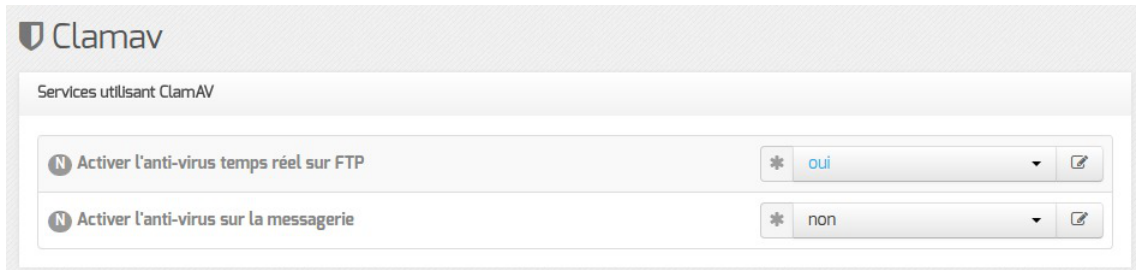 Clamav
Services utilisant ClamAV
N Activer l'anti-virus temps réel sur FTP * oui
N Activer l'anti-virus sur la messagerie * non